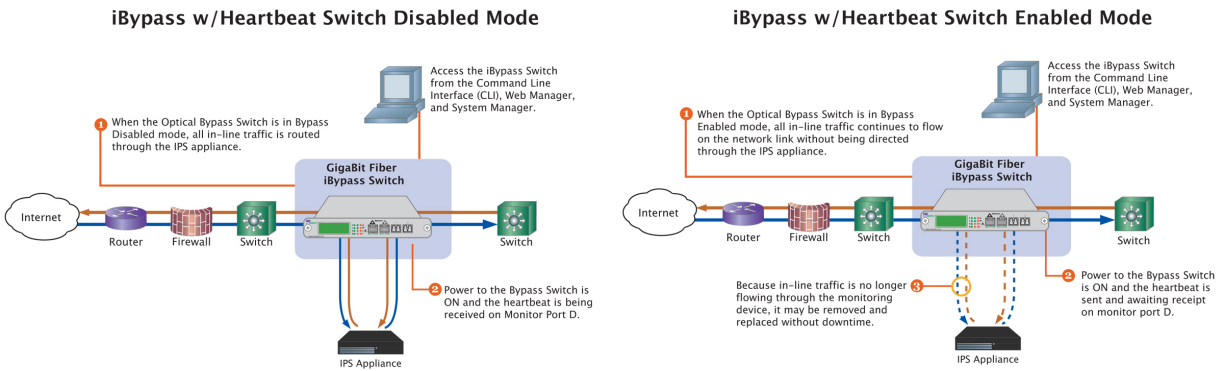 iBypass w/Heartbeat Switch Disabled Mode
Access the iBypass Switch
from the Command Line
Interface (CLI), Web Manager,
and System Manager.
1 When the Optical Bypass Switch is in Bypass
Disabled mode, all in-line traffic is routed
through the IPS appliance.
GigaBit Fiber
iBypass Switch
Internet
Router
Firewall
Switch
Switch
2 Power to the Bypass Switch is
ON and the heartbeat is being
received on Monitor Port D.
IPS Appliance
iBypass w/Heartbeat Switch Enabled Mode
Access the iBypass Switch
from the Command Line
Interface (CLI), Web Manager,
and System Manager.
1 When the Optical Bypass Switch is in Bypass
Enabled mode, all in-line traffic continues to flow
on the network link without being directed
through the IPS appliance.
GigaBit Fiber
iBypass Switch
Internet
Router
Firewall
Switch
Switch
Because in-line traffic is no longer 3
flowing through the monitoring
device, it may be removed and
replaced without downtime.
2 Power to the Bypass Switch
is ON and the heartbeat is
sent and awaiting receipt
on monitor port D.
IPS Appliance